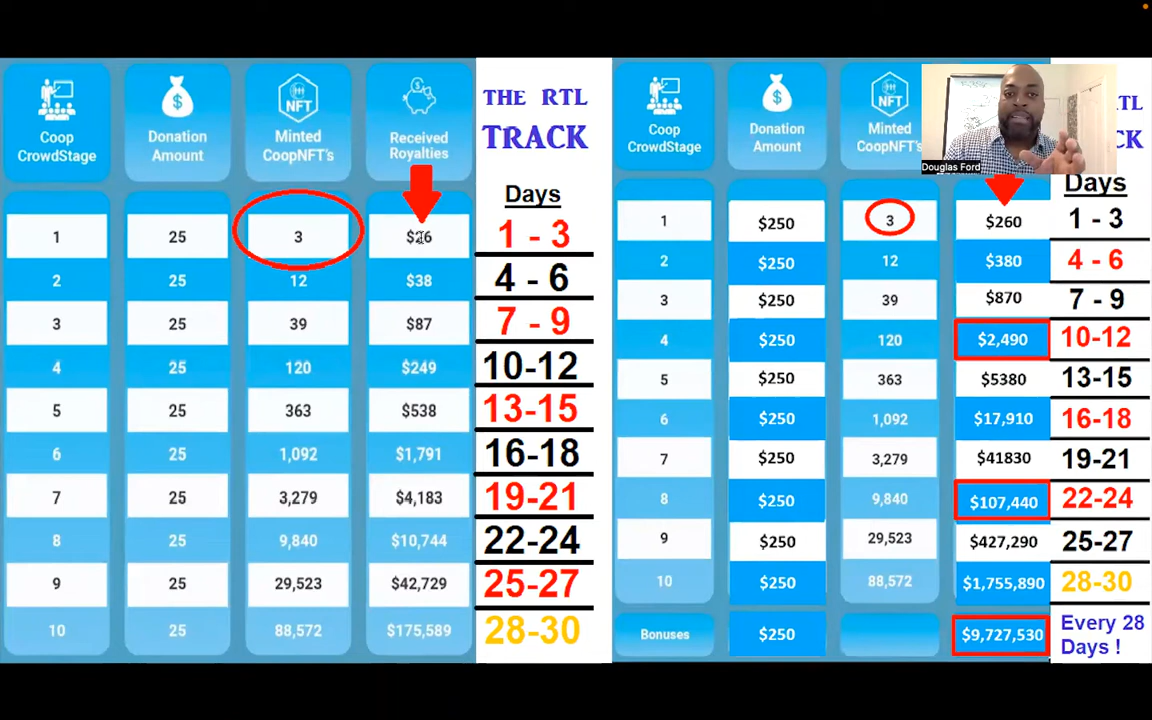 Coop
CrowdStage
Donation
Amount
NFT
Minted
CoopNFT's
Received
Royalties
THE RTL
TRACK
Days
1 25 3 $26 1 - 3
2 25 12 $38 4 - 6
3 25 39 $87 7 - 9
4 25 120 $249 10-12
5 25 363 $538 13-15
6 25 1,092 $1,791 16-18
7 25 3,279 $4,183 19-21
8 25 9,840 $10,744 22-24
9 25 29,523 $42,729 25-27
10 25 88,572 $175,589 28-30
Coop
CrowdStage
Donation
Amount
NFT
Minted
CoopNFT's
RTL
CK
Douglas Ford
Days
1 $250 3 $260 1 - 3
2 $250 12 $380 4 - 6
3 $250 39 $870 7 - 9
4 $250 120 $2,490 10-12
5 $250 363 $5380 13-15
6 $250 1,092 $17,910 16-18
7 $250 3,279 $41830 19-21
8 $250 9,840 $107,440 22-24
9 $250 29,523 $427,290 25-27
10 $250 88,572 $1,755,890 28-30
Bonuses $250 $9,727,530 Every 28
Days !